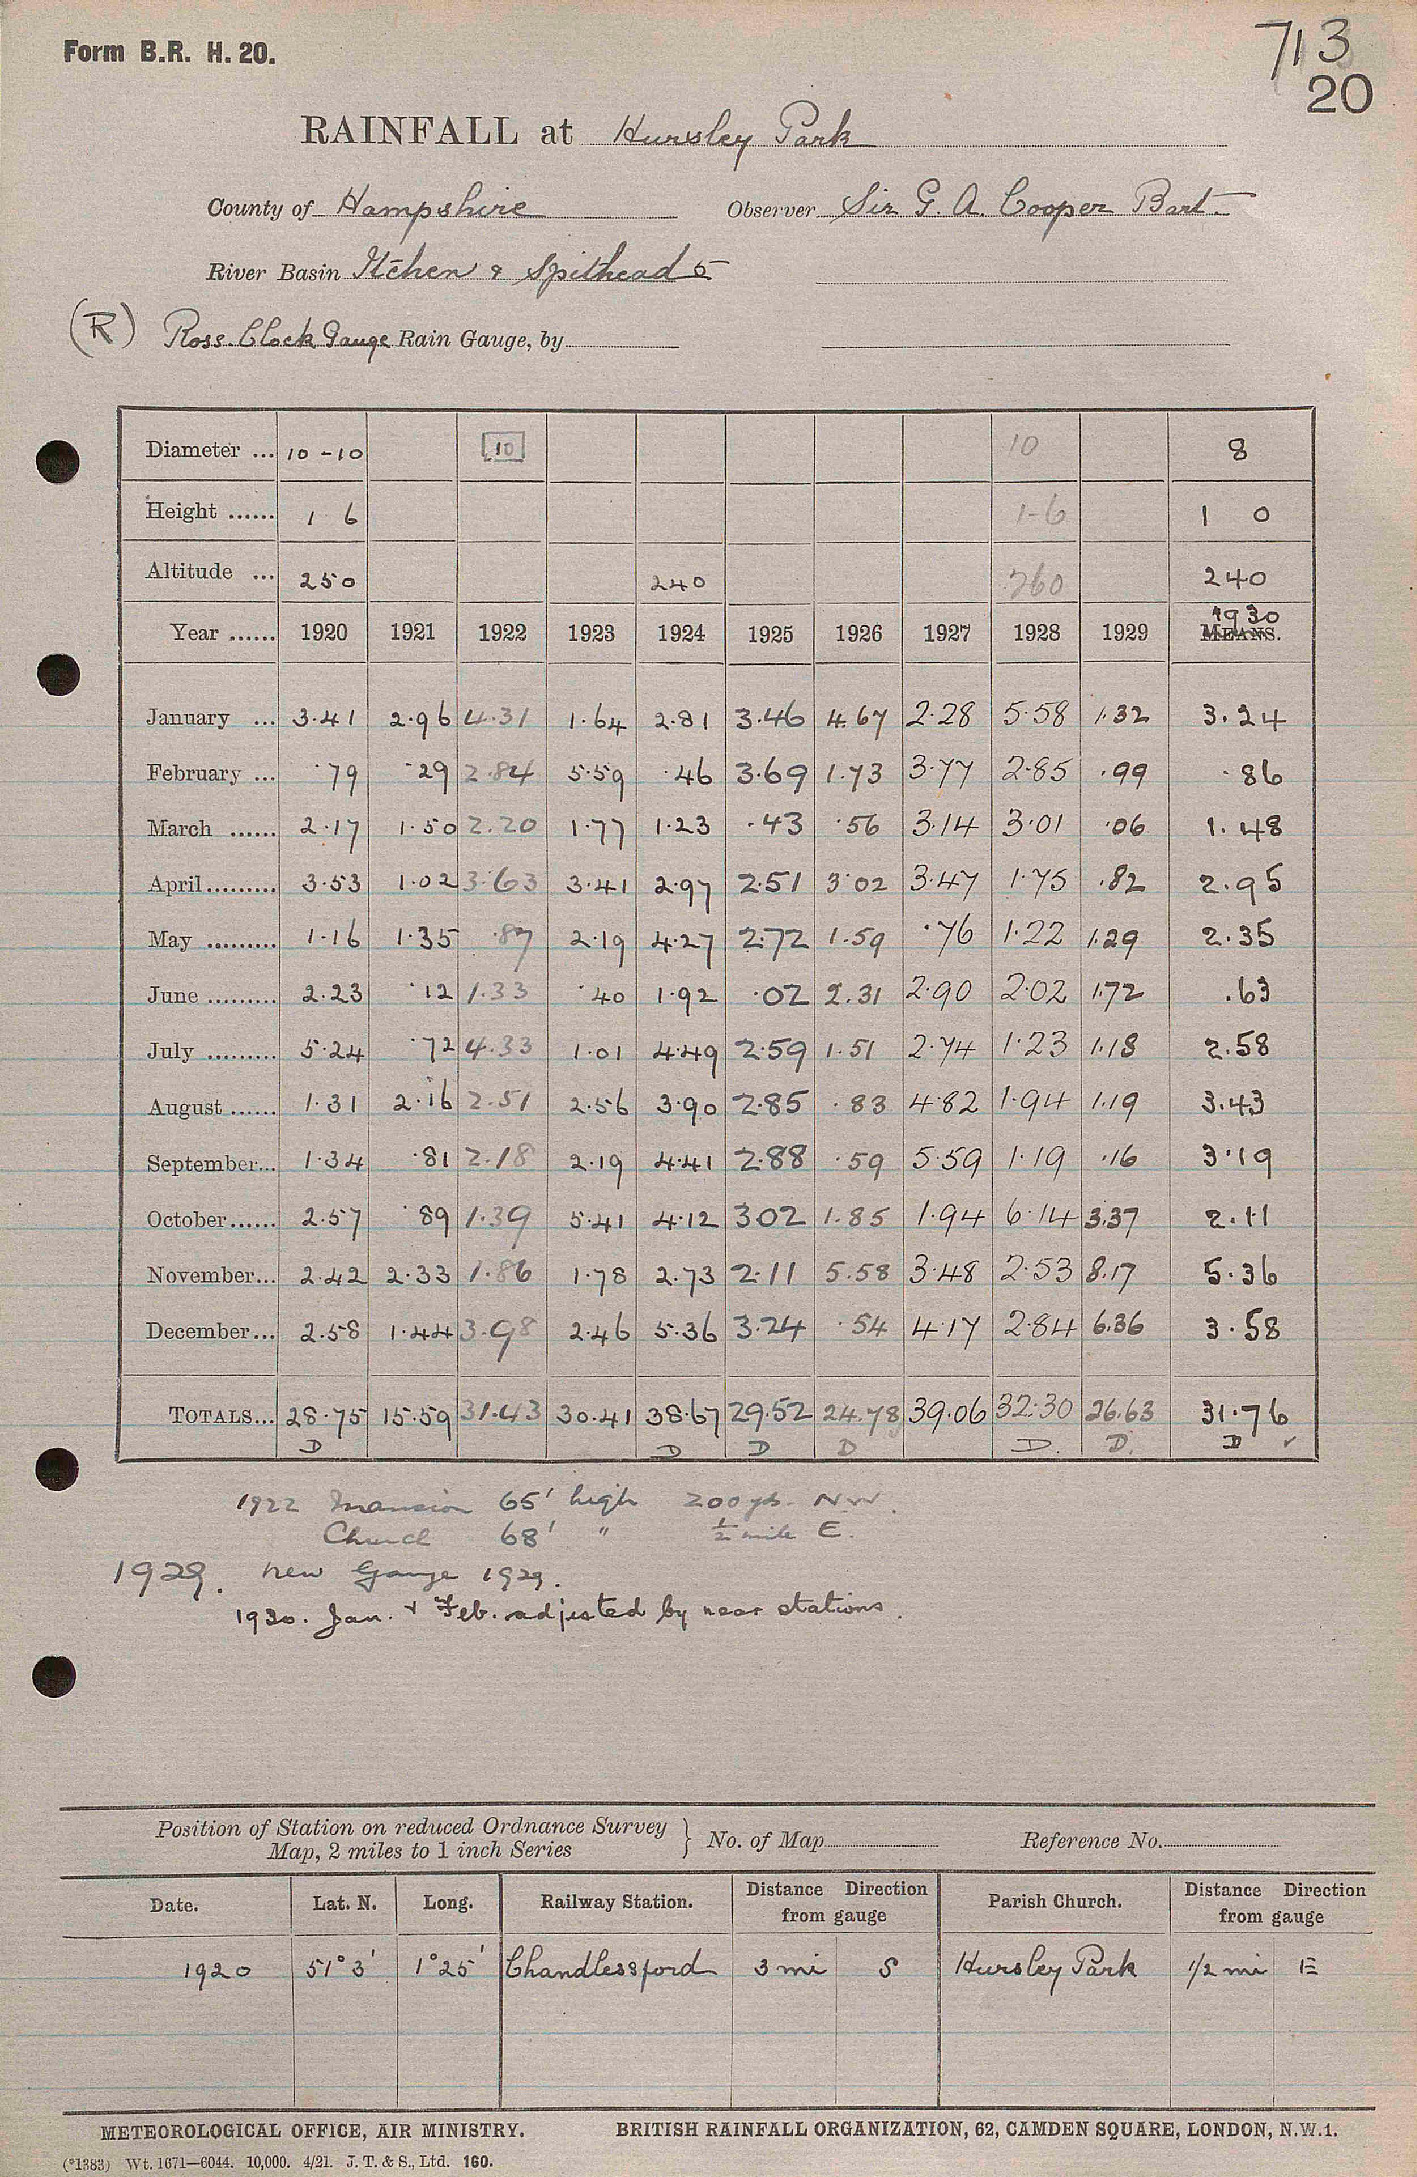 Form B.R. H. 20.
713
20
RAINFALL at Hursley Park
County of Hampshire Observer Sir G. A. Cooper Bart.
River Basin Itchen & Spithead 5
(R) Ross. Clock Gauge Rain Gauge, by
Diameter ... 10-10 10 10 8
Height ...... 1 6 1-6 1 0
Altitude ... 250 240 260 240
1930
Year ...... 1920 1921 1922 1923 1924 1925 1926 1927 1928 1929 MEANS.
January ... 3.41 2.96 4.31 1.64 2.81 3.46 4.67 2.28 5.58 1.32 3.24
February ... .79 .29 2.84 5.59 .46 3.69 1.73 3.77 2.85 .99 .86
March ...... 2.17 1.50 2.20 1.77 1.23 .43 .56 3.14 3.01 .06 1.48
April......... 3.53 1.02 3.63 3.41 2.97 2.51 3.02 3.47 1.75 .82 2.95
May ......... 1.16 1.35 .87 2.19 4.27 2.72 1.59 .76 1.22 1.29 2.35
June ......... 2.23 .12 1.33 .40 1.92 .02 2.31 2.90 2.02 1.72 .63
July ......... 5.24 .72 4.33 1.01 4.49 2.59 1.51 2.74 1.23 1.18 2.58
August ...... 1.31 2.16 2.51 2.56 3.90 2.85 .83 4.82 1.94 1.19 3.43
September... 1.34 .81 2.18 2.19 4.41 2.88 .59 5.59 1.19 .16 3.19
October...... 2.57 .89 1.39 5.41 4.12 3.02 1.85 1.94 6.14 3.37 2.11
November... 2.42 2.33 1.86 1.78 2.73 2.11 5.58 3.48 2.53 8.17 5.36
December... 2.58 1.44 3.98 2.46 5.36 3.24 .54 4.17 2.84 6.36 3.58
TOTALS... 28.75 15.59 31.43 30.41 38.67 29.52 24.78 39.06 32.30 26.63 31.76
D D D D D. D. D ✓
1922 Mansion 65' high 200 yds. NW.
Church 68' " ½ mile E.
1929. New Gauge 1929.
1930. Jan. + Feb. adjusted by near stations.
Position of Station on reduced Ordnance Survey
Map, 2 miles to 1 inch Series } No. of Map Reference No.
Date. Lat. N. Long. Railway Station. Distance Direction from gauge Parish Church. Distance Direction from gauge
1920 51° 3' 1° 25' Chandlessford 3 mi S Hursley Park 1/2 mi E
METEOROLOGICAL OFFICE, AIR MINISTRY. BRITISH RAINFALL ORGANIZATION, 62, CAMDEN SQUARE, LONDON, N.W.1.
(*1383) Wt. 1671—6044. 10,000. 4/21. J. T. & S., Ltd. 160.